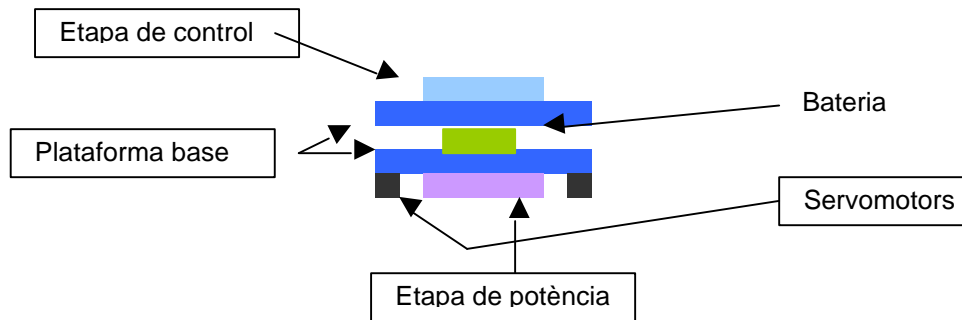 Etapa de control
Bateria
Plataforma base
Servomotors
Etapa de potència